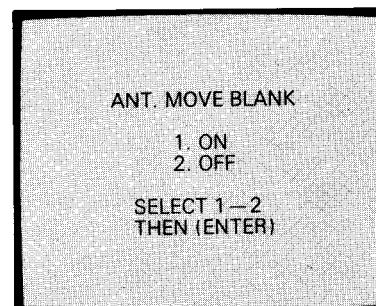 ANT. MOVE BLANK
1. ON
2. OFF
SELECT 1—2
THEN (ENTER)